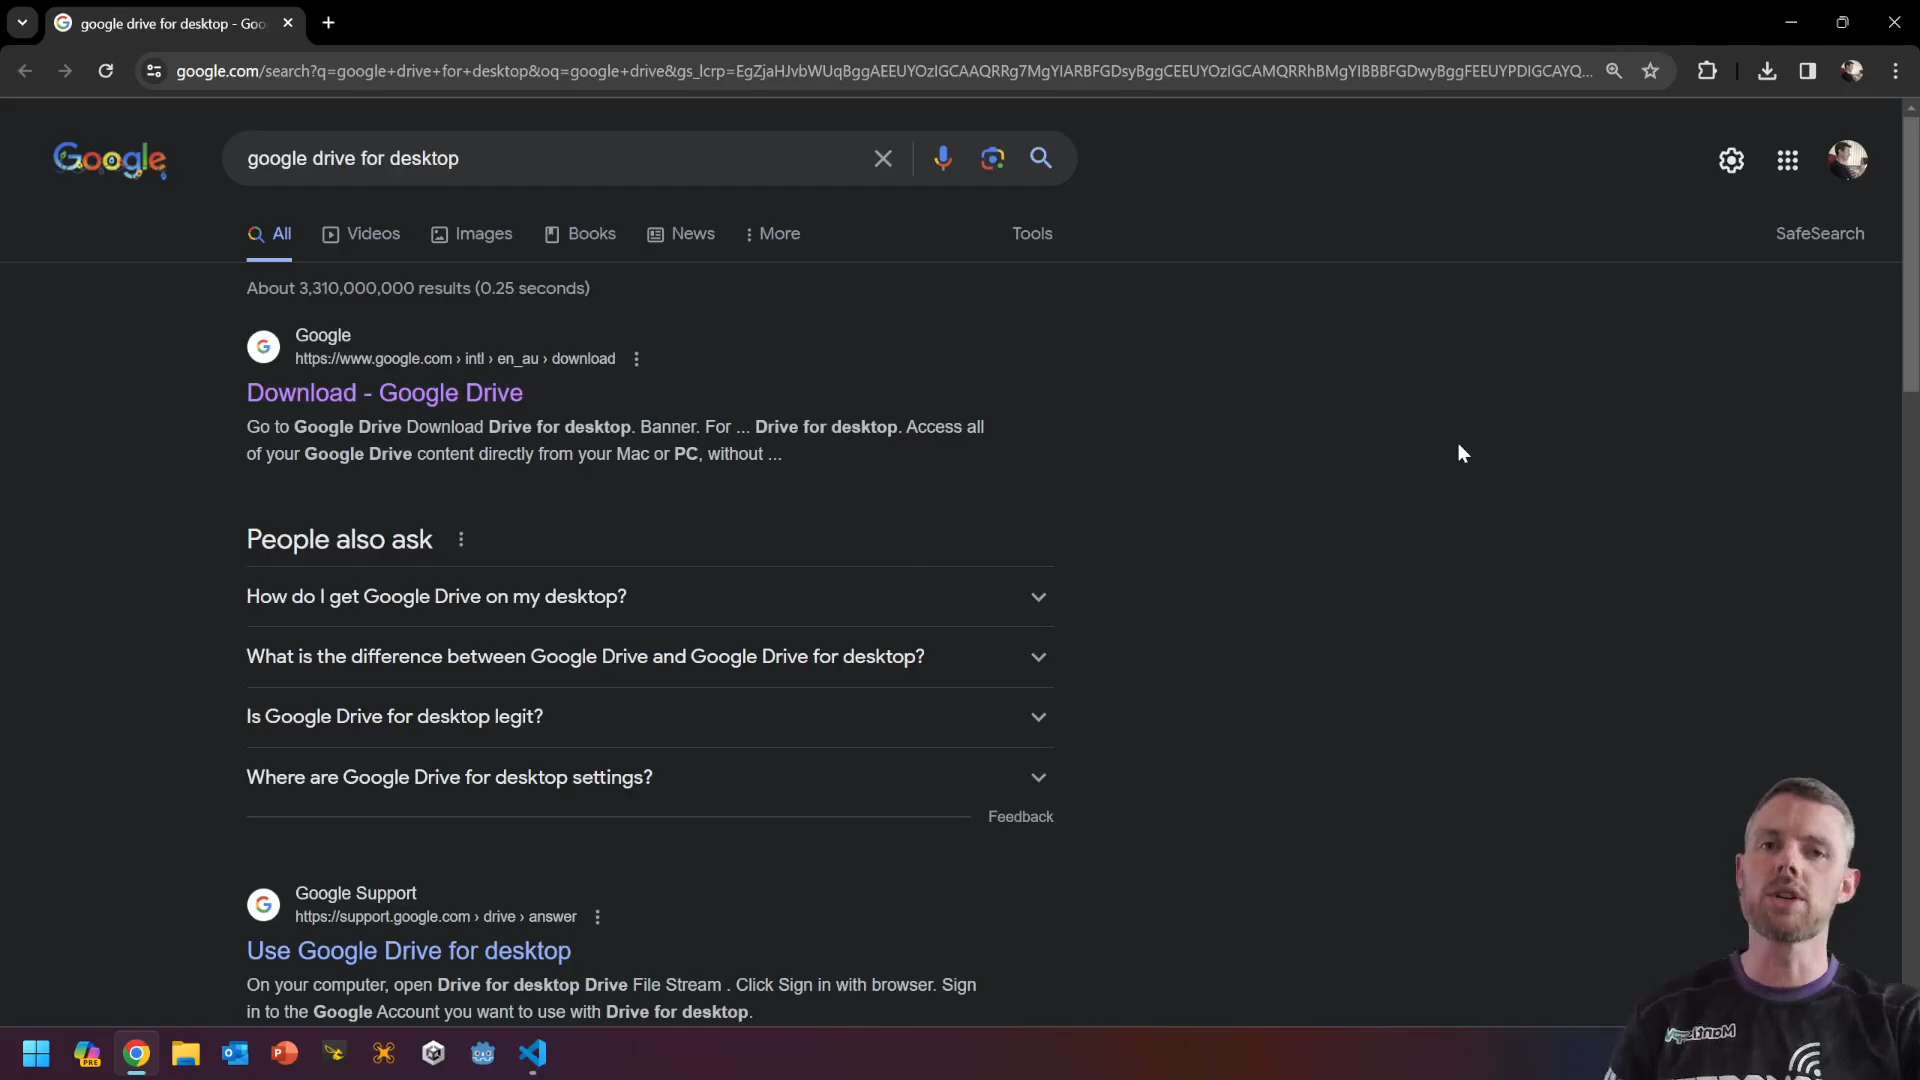 google drive for desktop - Goo
google.com/search?q=google+drive+for+desktop&oq=google+drive&gs_lcrp=EgZjaHJvbWUqBggAEEUYOzIGCAAQRRg7MgYIARBFGDsyBggCEEUYOzIGCAMQRRhBMgYIBBBFGDwyBggFEEUYPDIGCAYQ...
Google
google drive for desktop
All Videos Images Books News More Tools SafeSearch
About 3,310,000,000 results (0.25 seconds)
Google
https://www.google.com › intl › en_au › download
Download - Google Drive
Go to Google Drive Download Drive for desktop. Banner. For ... Drive for desktop. Access all
of your Google Drive content directly from your Mac or PC, without ...
People also ask
How do I get Google Drive on my desktop?
What is the difference between Google Drive and Google Drive for desktop?
Is Google Drive for desktop legit?
Where are Google Drive for desktop settings?
Feedback
Google Support
https://support.google.com › drive › answer
Use Google Drive for desktop
On your computer, open Drive for desktop Drive File Stream . Click Sign in with browser. Sign
in to the Google Account you want to use with Drive for desktop.
PRE